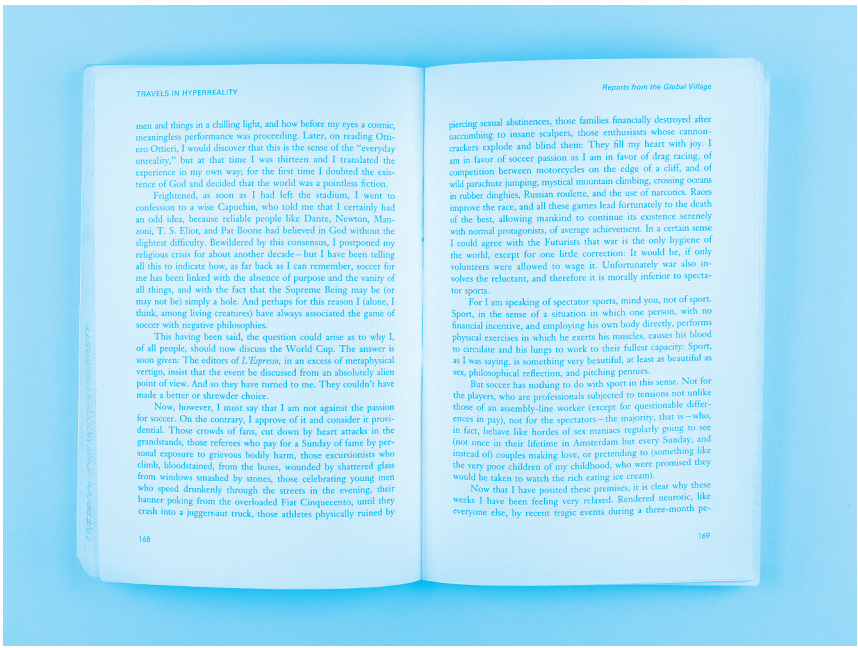 TRAVELS IN HYPERREALITY
men and things in a chilling light, and how before my eyes a cosmic,
meaningless performance was proceeding. Later, on reading Otti-
ero Ottieri, I would discover that this is the sense of the “everyday
unreality,” but at that time I was thirteen and I translated the
experience in my own way; for the first time I doubted the exis-
tence of God and decided that the world was a pointless fiction.
Frightened, as soon as I had left the stadium, I went to
confession to a wise Capuchin, who told me that I certainly had
an odd idea, because reliable people like Dante, Newton, Man-
zoni, T. S. Eliot, and Pat Boone had believed in God without the
slightest difficulty. Bewildered by this consensus, I postponed my
religious crisis for about another decade—but I have been telling
all this to indicate how, as far back as I can remember, soccer for
me has been linked with the absence of purpose and the vanity of
all things, and with the fact that the Supreme Being may be (or
may not be) simply a hole. And perhaps for this reason I (alone, I
think, among living creatures) have always associated the game of
soccer with negative philosophies.
This having been said, the question could arise as to why I,
of all people, should now discuss the World Cup. The answer is
soon given: The editors of L’Espresso, in an excess of metaphysical
vertigo, insist that the event be discussed from an absolutely alien
point of view. And so they have turned to me. They couldn’t have
made a better or shrewder choice.
Now, however, I must say that I am not against the passion
for soccer. On the contrary, I approve of it and consider it provi-
dential. Those crowds of fans, cut down by heart attacks in the
grandstands, those referees who pay for a Sunday of fame by per-
sonal exposure to grievous bodily harm, those excursionists who
climb, bloodstained, from the buses, wounded by shattered glass
from windows smashed by stones, those celebrating young men
who speed drunkenly through the streets in the evening, their
banner poking from the overloaded Fiat Cinquecento, until they
crash into a juggernaut truck, those athletes physically ruined by
168
Reports from the Global Village
piercing sexual abstinences, those families financially destroyed after
succumbing to insane scalpers, those enthusiasts whose cannon-
crackers explode and blind them: They fill my heart with joy. I
am in favor of soccer passion as I am in favor of drag racing, of
competition between motorcycles on the edge of a cliff, and of
wild parachute jumping, mystical mountain climbing, crossing oceans
in rubber dinghies, Russian roulette, and the use of narcotics. Races
improve the race, and all these games lead fortunately to the death
of the best, allowing mankind to continue its existence serenely
with normal protagonists, of average achievement. In a certain sense
I could agree with the Futurists that war is the only hygiene of
the world, except for one little correction: It would be, if only
volunteers were allowed to wage it. Unfortunately war also in-
volves the reluctant, and therefore it is morally inferior to specta-
tor sports.
For I am speaking of spectator sports, mind you, not of sport.
Sport, in the sense of a situation in which one person, with no
financial incentive, and employing his own body directly, performs
physical exercises in which he exerts his muscles, causes his blood
to circulate and his lungs to work to their fullest capacity: Sport,
as I was saying, is something very beautiful, at least as beautiful as
sex, philosophical reflection, and pitching pennies.
But soccer has nothing to do with sport in this sense. Not for
the players, who are professionals subjected to tensions not unlike
those of an assembly-line worker (except for questionable differ-
ences in pay), not for the spectators—the majority, that is—who,
in fact, behave like hordes of sex maniacs regularly going to see
(not once in their lifetime in Amsterdam but every Sunday, and
instead of) couples making love, or pretending to (something like
the very poor children of my childhood, who were promised they
would be taken to watch the rich eating ice cream).
Now that I have posited these premises, it is clear why these
weeks I have been feeling very relaxed. Rendered neurotic, like
everyone else, by recent tragic events during a three-month pe-
169